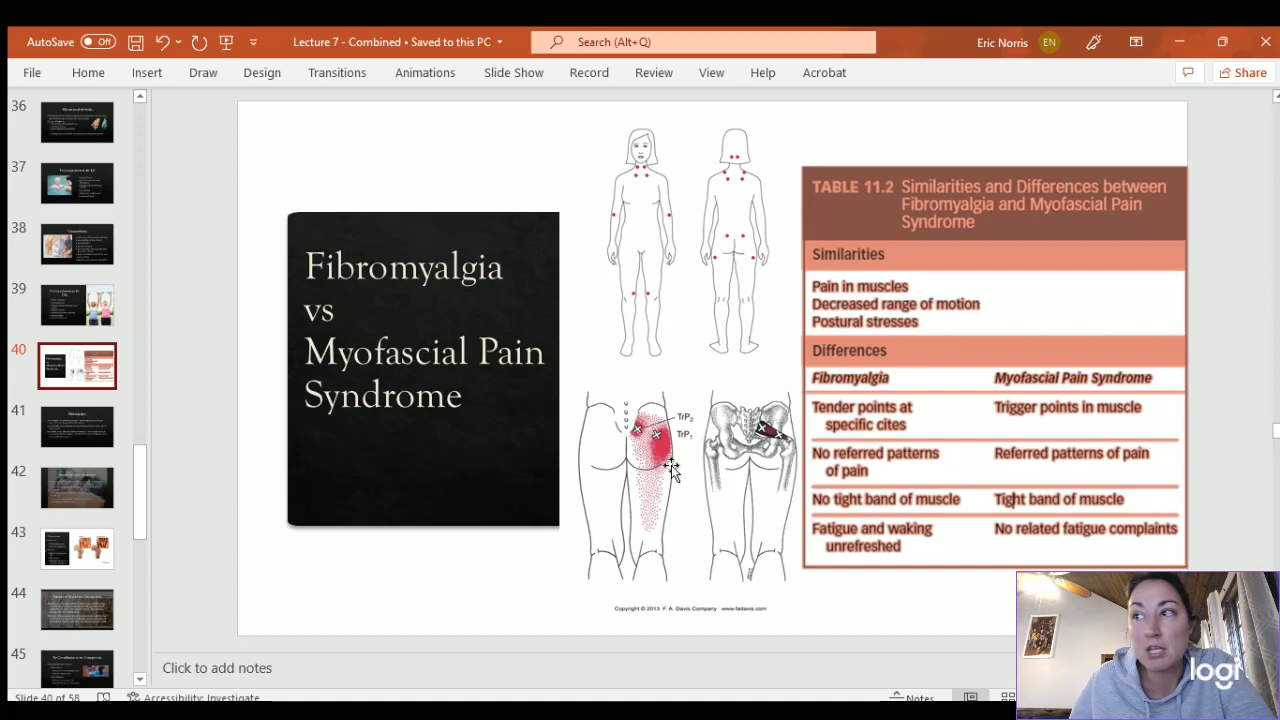 AutoSave Off
Lecture 7 - Combined • Saved to this PC
Search (Alt+Q)
Eric Norris EN
File Home Insert Draw Design Transitions Animations Slide Show Record Review View Help Acrobat Share
36
37
38
39
40
41
42
43
44
45
Fibromyalgia
vs
Myofascial Pain
Syndrome
TrP2
TrP1
Copyright © 2013 F. A. Davis Company www.fadavis.com
TABLE 11.2 Similarities and Differences between
Fibromyalgia and Myofascial Pain
Syndrome
Similarities
Pain in muscles
Decreased range of motion
Postural stresses
Differences
Fibromyalgia Myofascial Pain Syndrome
Tender points at Trigger points in muscle
specific cites
No referred patterns Referred patterns of pain
of pain
No tight band of muscle Tight band of muscle
Fatigue and waking No related fatigue complaints
unrefreshed
Click to add notes
Slide 40 of 58 Accessibility: Investigate Notes
logi